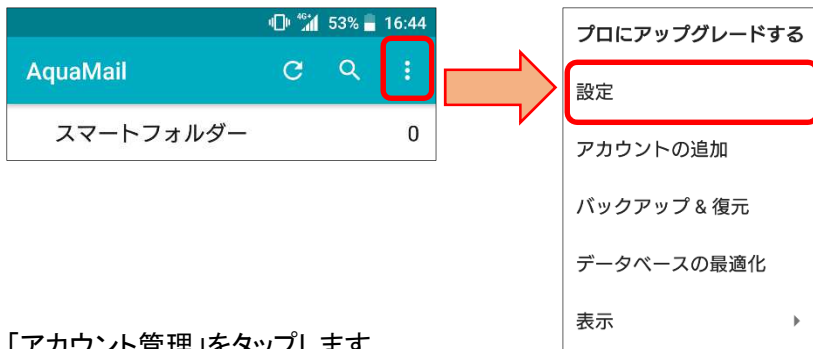 4G+ 53% 16:44
AquaMail
スマートフォルダー 0
プロにアップグレードする
設定
アカウントの追加
バックアップ & 復元
データベースの最適化
表示
「アカウント管理」をタップします